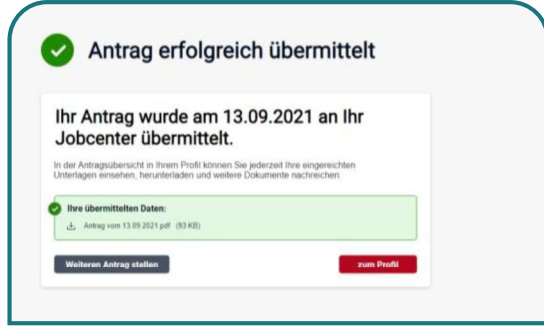 Antrag erfolgreich übermittelt
Ihr Antrag wurde am 13.09.2021 an Ihr
Jobcenter übermittelt.
In der Antragsübersicht in Ihrem Profil können Sie jederzeit Ihre eingereichten
Unterlagen einsehen, herunterladen und weitere Dokumente nachreichen
Ihre übermittelten Daten:
Antrag vom 13.09.2021.pdf (93 KB)
Weiteren Antrag stellen
zum Profil